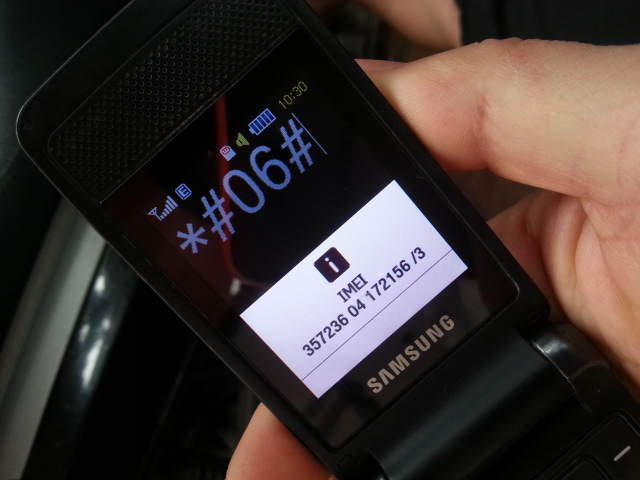 E 10:30
*#06#
i
IMEI
357236 04 172156 /3
SAMSUNG